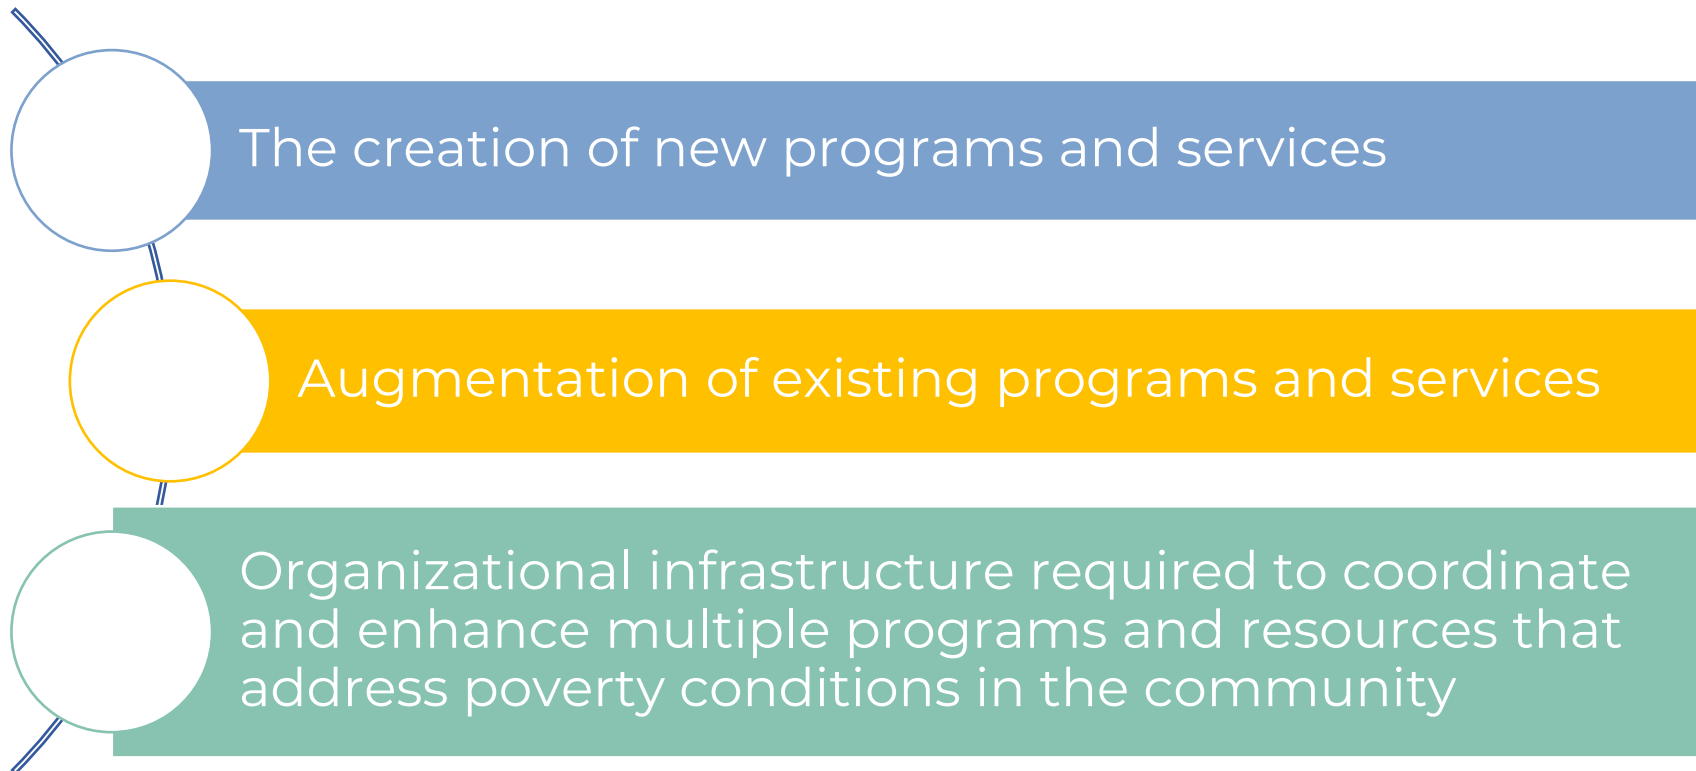 The creation of new programs and services
Augmentation of existing programs and services
Organizational infrastructure required to coordinate
and enhance multiple programs and resources that
address poverty conditions in the community